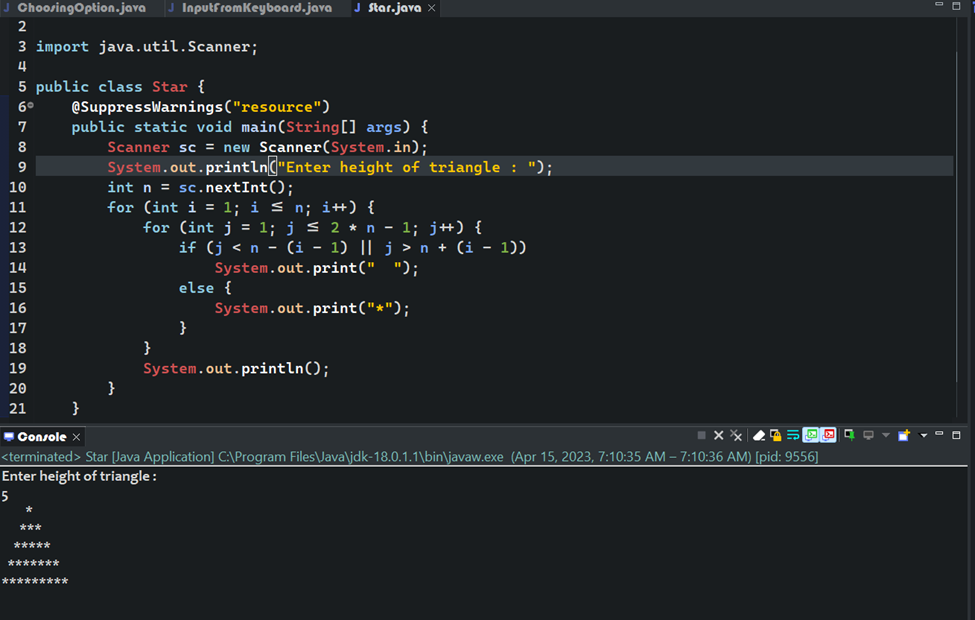 ChoosingOption.java InputFromKeyboard.java Star.java
2
3 import java.util.Scanner;
4
5 public class Star {
6 @SuppressWarnings("resource")
7 public static void main(String[] args) {
8 Scanner sc = new Scanner(System.in);
9 System.out.println("Enter height of triangle : ");
10 int n = sc.nextInt();
11 for (int i = 1; i ≤ n; i++) {
12 for (int j = 1; j ≤ 2 * n - 1; j++) {
13 if (j < n - (i - 1) || j > n + (i - 1))
14 System.out.print("  ");
15 else {
16 System.out.print("*");
17 }
18 }
19 System.out.println();
20 }
21 }
Console
<terminated> Star [Java Application] C:\Program Files\Java\jdk-18.0.1.1\bin\javaw.exe (Apr 15, 2023, 7:10:35 AM – 7:10:36 AM) [pid: 9556]
Enter height of triangle :
5
*
***
*****
*******
*********